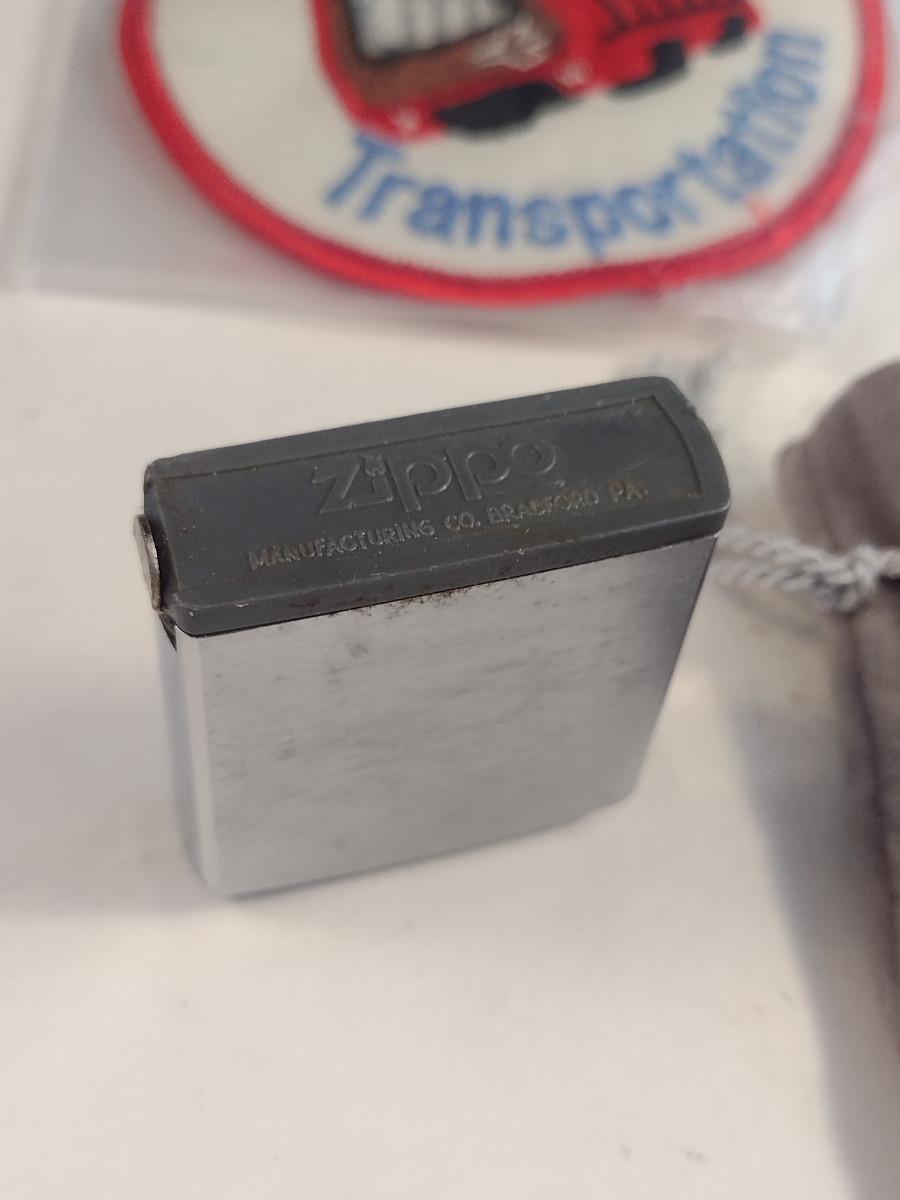 Transportation
Zippo
MANUFACTURING CO. BRADFORD PA.